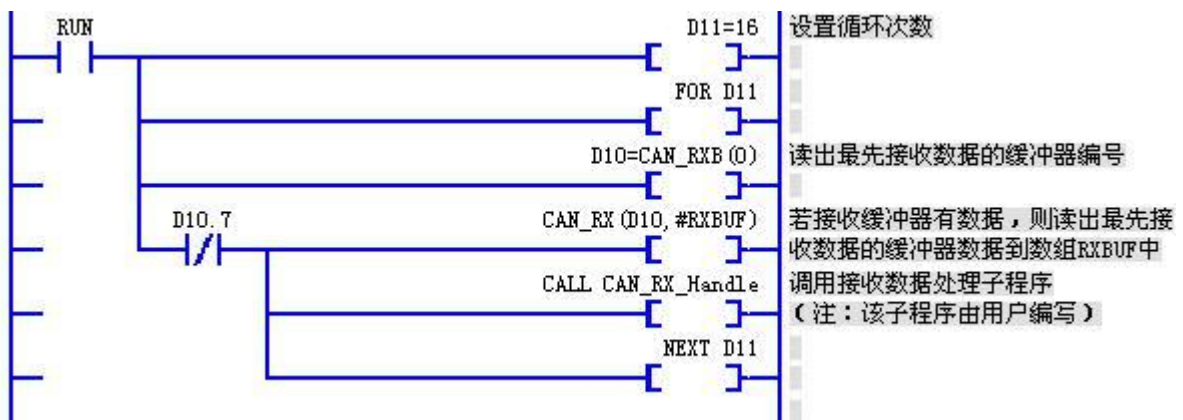 RUN
D11=16
设置循环次数
FOR D11
D10=CAN_RXB(0)
读出最先接收数据的缓冲器编号
D10.7
CAN_RX(D10,#RXBUF)
若接收缓冲器有数据，则读出最先接
收数据的缓冲器数据到数组RXBUF中
CALL CAN_RX_Handle
调用接收数据处理子程序
（注：该子程序由用户编写）
NEXT D11